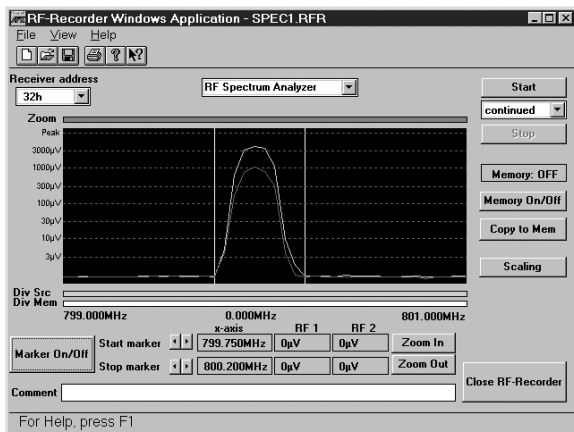 RF-Recorder Windows Application - SPEC1.RFR
File View Help
Receiver address
32h
RF Spectrum Analyzer
Start
continued
Stop
Zoom
Peak
3000µV
1000µV
300µV
100µV
30µV
10µV
3µV
Memory: OFF
Memory On/Off
Copy to Mem
Scaling
Div Src
Div Mem
799.000MHz 0.000MHz 801.000MHz
x-axis RF 1 RF 2
Marker On/Off
Start marker 799.750MHz 0µV 0µV Zoom In
Stop marker 800.200MHz 0µV 0µV Zoom Out
Close RF-Recorder
Comment
For Help, press F1